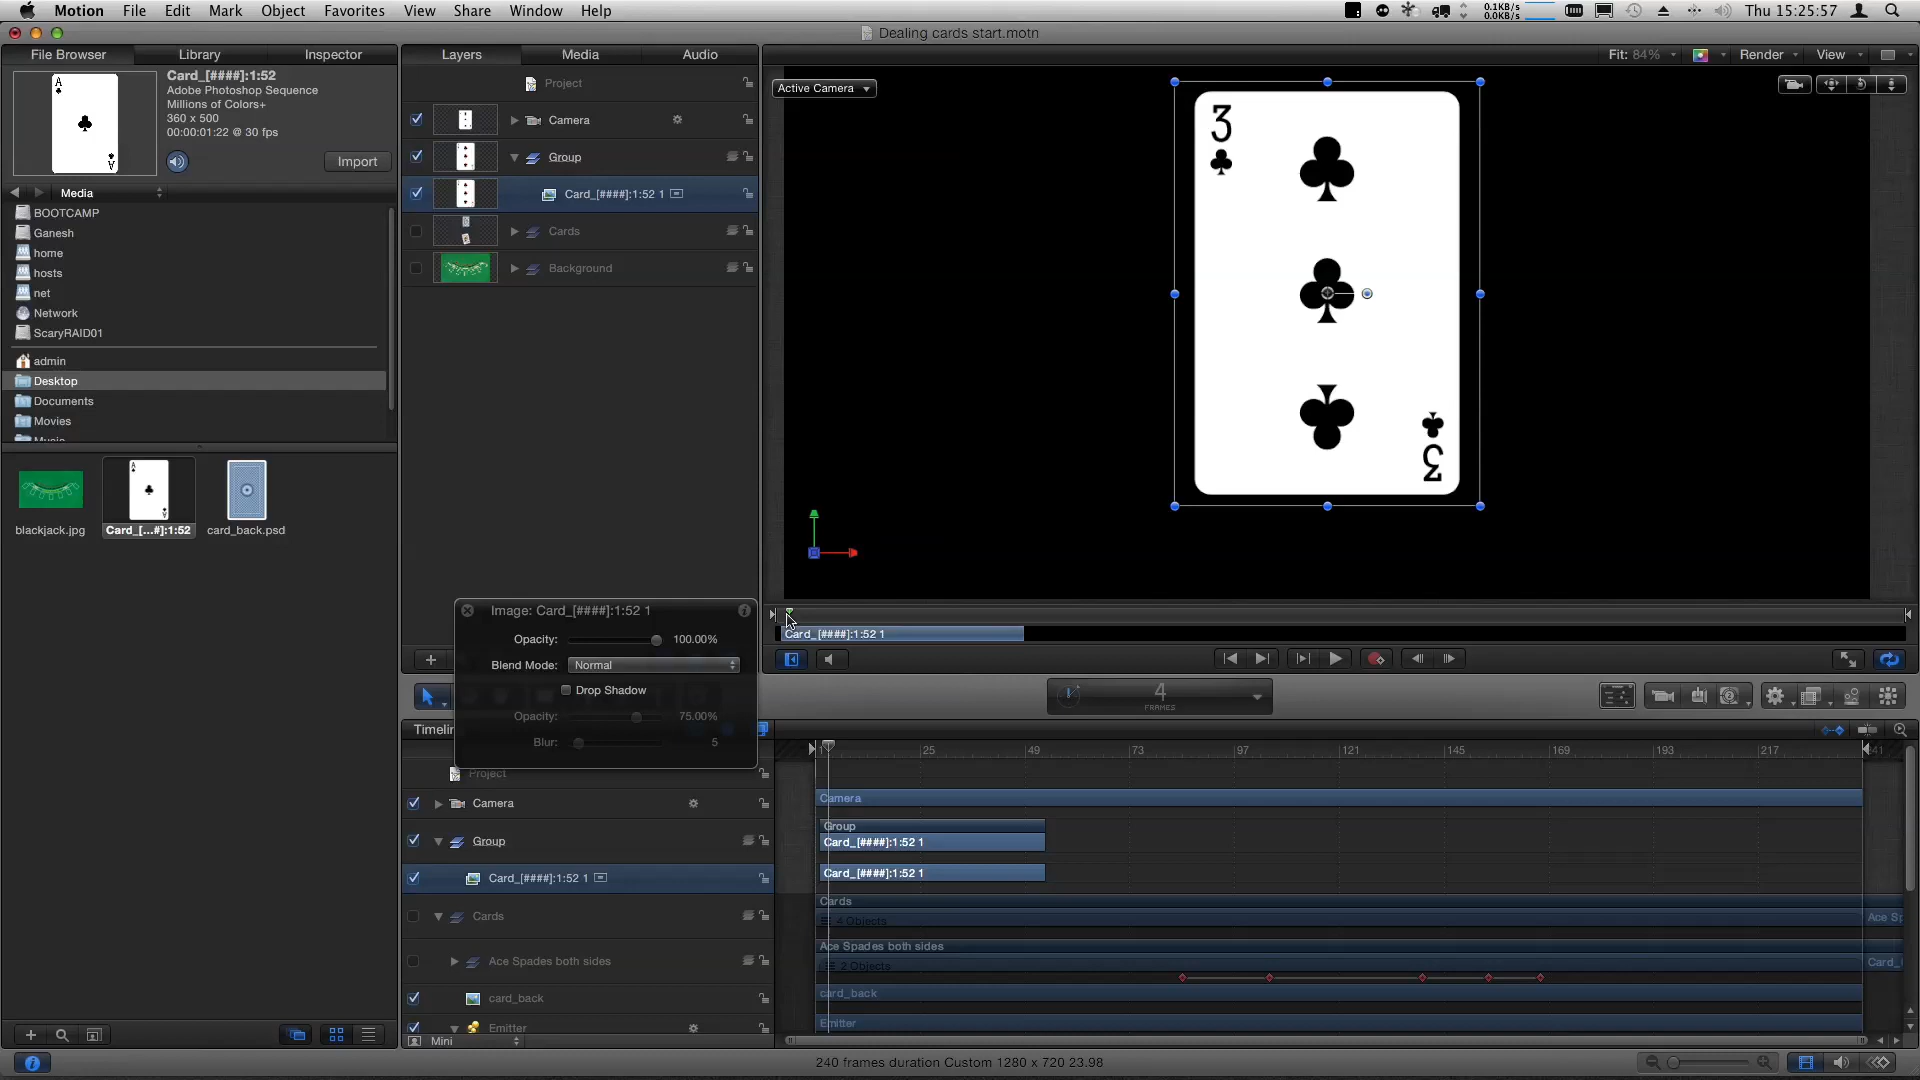 Motion File Edit Mark Object Favorites View Share Window Help
0.1KB/s
0.0KB/s
Thu 15:25:57
Dealing cards start.motn
File Browser Library Inspector
Layers Media Audio
Fit: 84% Render View
Card_[####]:1:52
Adobe Photoshop Sequence
Millions of Colors+
360 x 500
00:00:01:22 @ 30 fps
Import
Media
BOOTCAMP
Ganesh
home
hosts
net
Network
ScaryRAID01
admin
Desktop
Documents
Movies
blackjack.jpg
Card_[...#]:1:52
card_back.psd
Project
Camera
Group
Card_[####]:1:52 1
Cards
Background
Active Camera
3
3
A
A
Image: Card_[####]:1:52 1
Opacity: 100.00%
Blend Mode: Normal
Drop Shadow
Opacity: 75.00%
Blur: 5
Card_[####]:1:52 1
4
FRAMES
Project
Camera
Group
Card_[####]:1:52 1
Cards
Ace Spades both sides
card_back
Emitter
Mini
1 25 49 73 97 121 145 169 193 217
Camera
Group
Card_[####]:1:52 1
Card_[####]:1:52 1
Cards
4 Objects
Ace Sp
Ace Spades both sides
2 Objects
Card_
card_back
Emitter
240 frames duration Custom 1280 x 720 23.98